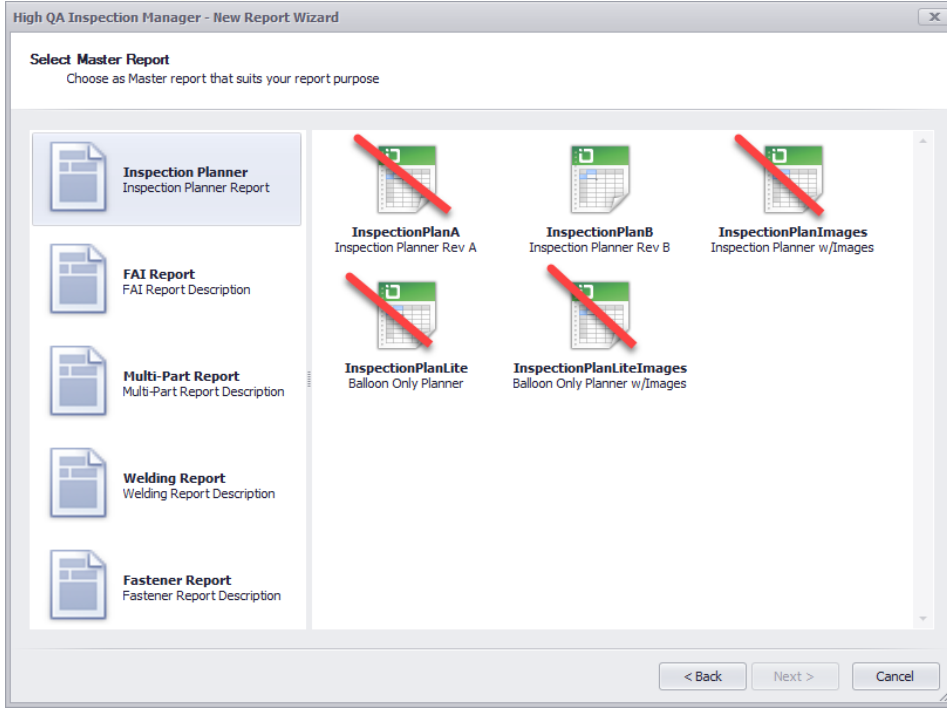 High QA Inspection Manager - New Report Wizard
Select Master Report
Choose as Master report that suits your report purpose
Inspection Planner
Inspection Planner Report
FAI Report
FAI Report Description
Multi-Part Report
Multi-Part Report Description
Welding Report
Welding Report Description
Fastener Report
Fastener Report Description
InspectionPlanA
Inspection Planner Rev A
InspectionPlanB
Inspection Planner Rev B
InspectionPlanImages
Inspection Planner w/Images
InspectionPlanLite
Balloon Only Planner
InspectionPlanLiteImages
Balloon Only Planner w/Images
< Back
Next >
Cancel